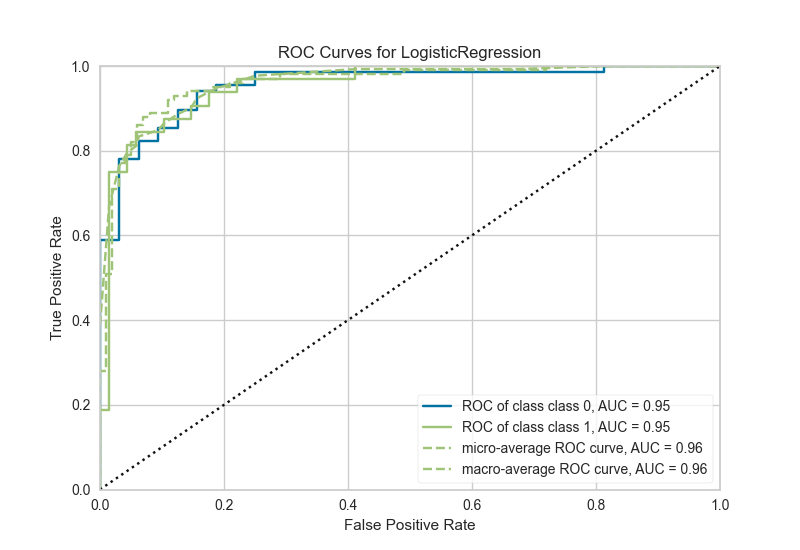 ROC Curves for LogisticRegression
1.0
0.8
0.6
0.4
0.2
0.0
True Positive Rate
ROC of class class 0, AUC = 0.95
ROC of class class 1, AUC = 0.95
micro-average ROC curve, AUC = 0.96
macro-average ROC curve, AUC = 0.96
0.0 0.2 0.4 0.6 0.8 1.0
False Positive Rate